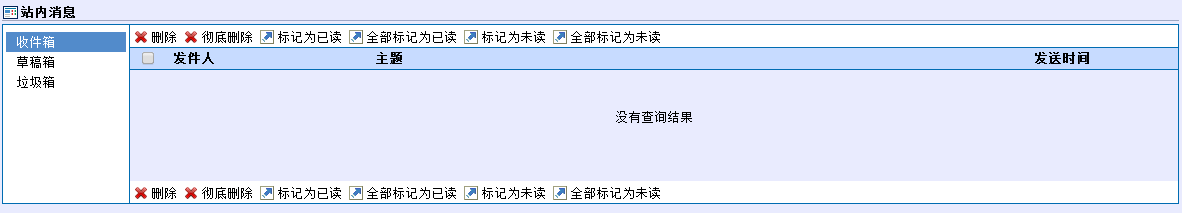 站内消息
收件箱
草稿箱
垃圾箱
删除 彻底删除 标记为已读 全部标记为已读 标记为未读 全部标记为未读
发件人 主题 发送时间
没有查询结果
删除 彻底删除 标记为已读 全部标记为已读 标记为未读 全部标记为未读